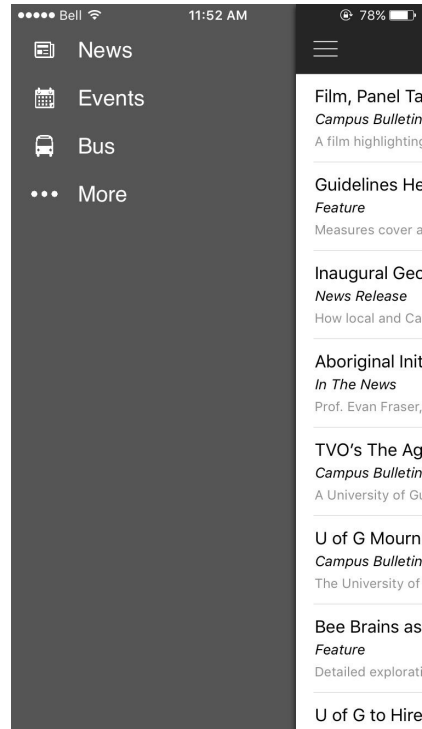 Bell 11:52 AM 78%
News
Events
Bus
More
Film, Panel Ta
Campus Bulletin
A film highlighting
Guidelines He
Feature
Measures cover a
Inaugural Geo
News Release
How local and Ca
Aboriginal Init
In The News
Prof. Evan Fraser,
TVO's The Ag
Campus Bulletin
A University of Gu
U of G Mourn
Campus Bulletin
The University of
Bee Brains as
Feature
Detailed explorati
U of G to Hire